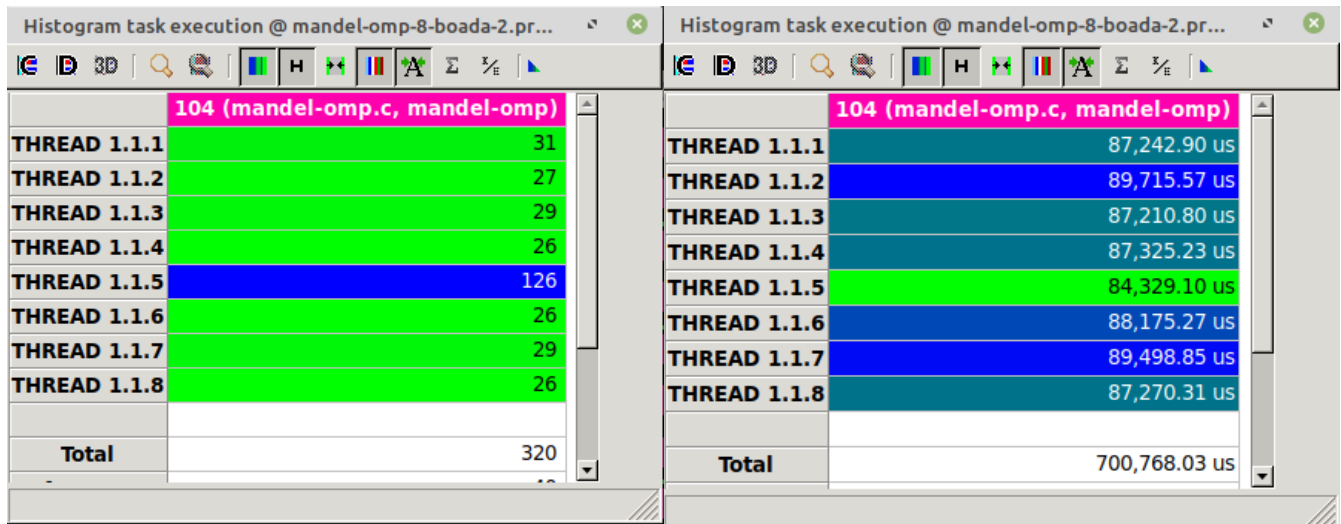 Histogram task execution @ mandel-omp-8-boada-2.pr...
3D H A Σ
104 (mandel-omp.c, mandel-omp)
THREAD 1.1.1 31
THREAD 1.1.2 27
THREAD 1.1.3 29
THREAD 1.1.4 26
THREAD 1.1.5 126
THREAD 1.1.6 26
THREAD 1.1.7 29
THREAD 1.1.8 26
Total 320
Histogram task execution @ mandel-omp-8-boada-2.pr...
3D H A Σ
104 (mandel-omp.c, mandel-omp)
THREAD 1.1.1 87,242.90 us
THREAD 1.1.2 89,715.57 us
THREAD 1.1.3 87,210.80 us
THREAD 1.1.4 87,325.23 us
THREAD 1.1.5 84,329.10 us
THREAD 1.1.6 88,175.27 us
THREAD 1.1.7 89,498.85 us
THREAD 1.1.8 87,270.31 us
Total 700,768.03 us